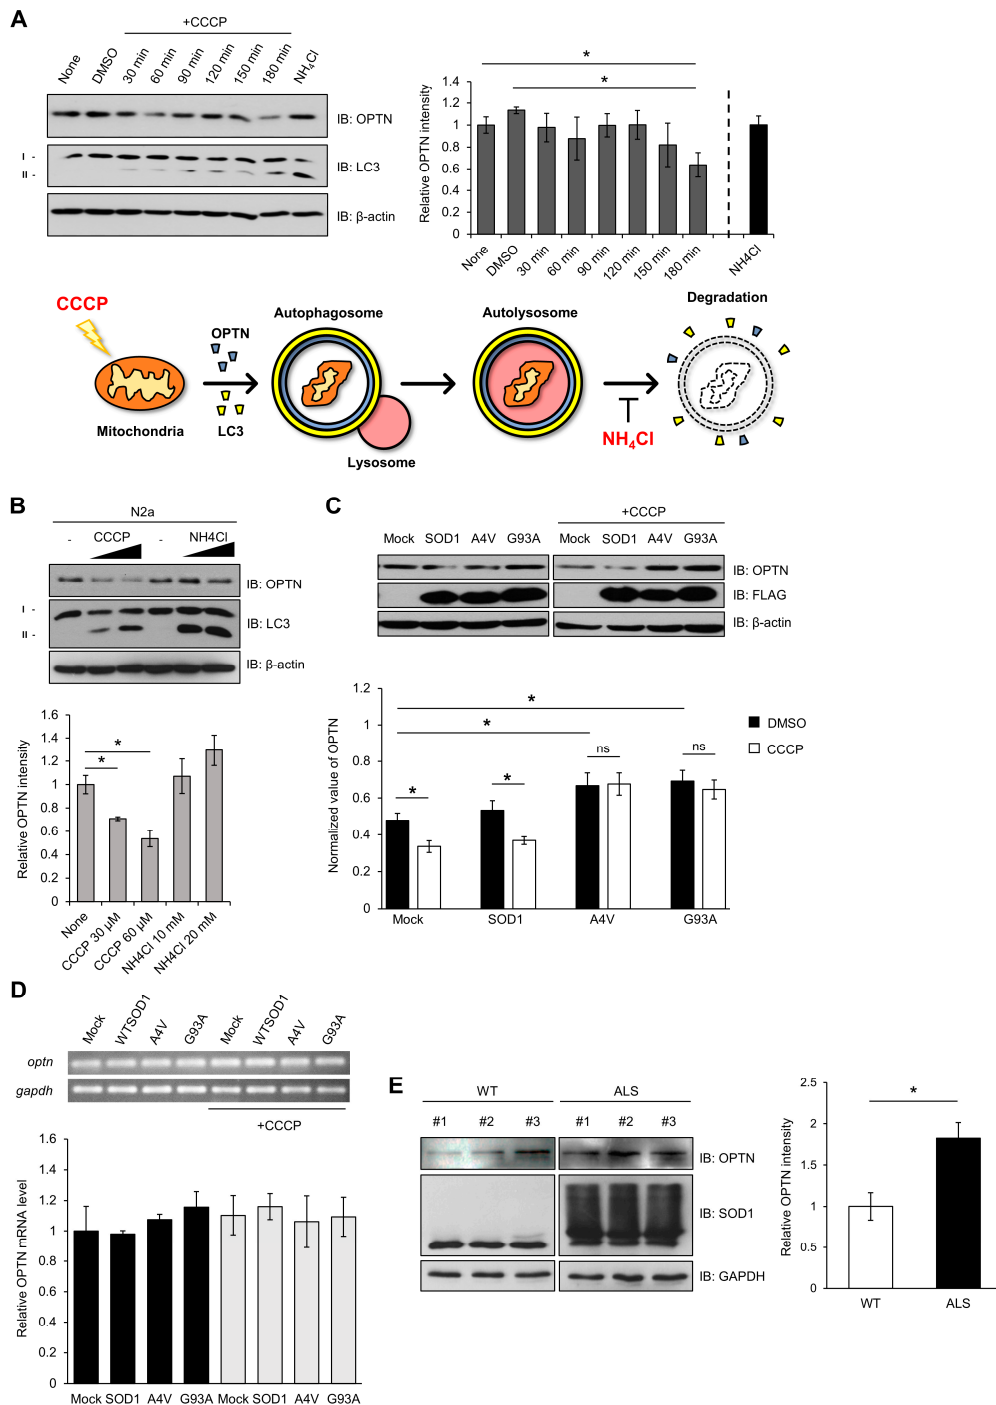 A
+CCCP
None DMSO 30 min 60 min 90 min 120 min 150 min 180 min NH4Cl
IB: OPTN
I -
II -
IB: LC3
IB: β-actin
Relative OPTN intensity
1.4
1.2
1
0.8
0.6
0.4
0.2
0
*
*
None DMSO 30 min 60 min 90 min 120 min 150 min 180 min NH4Cl
CCCP
Mitochondria
OPTN
LC3
Autophagosome
Lysosome
Autolysosome
NH4Cl
Degradation
B
N2a
- CCCP - NH4Cl
IB: OPTN
I -
II -
IB: LC3
IB: β-actin
Relative OPTN intensity
1.6
1.4
1.2
1
0.8
0.6
0.4
0.2
0
*
*
None CCCP 30 µM CCCP 60 µM NH4Cl 10 mM NH4Cl 20 mM
C
+CCCP
Mock SOD1 A4V G93A Mock SOD1 A4V G93A
IB: OPTN
IB: FLAG
IB: β-actin
Normalized value of OPTN
1.2
1
0.8
0.6
0.4
0.2
0
*
*
* * ns ns
DMSO
CCCP
Mock SOD1 A4V G93A
D
Mock WTSOD1 A4V G93A Mock WTSOD1 A4V G93A
optn
gapdh
+CCCP
Relative OPTN mRNA level
1.6
1.4
1.2
1
0.8
0.6
0.4
0.2
0
Mock SOD1 A4V G93A Mock SOD1 A4V G93A
E
WT ALS
#1 #2 #3 #1 #2 #3
IB: OPTN
IB: SOD1
IB: GAPDH
Relative OPTN intensity
2.5
2
1.5
1
0.5
0
*
WT ALS